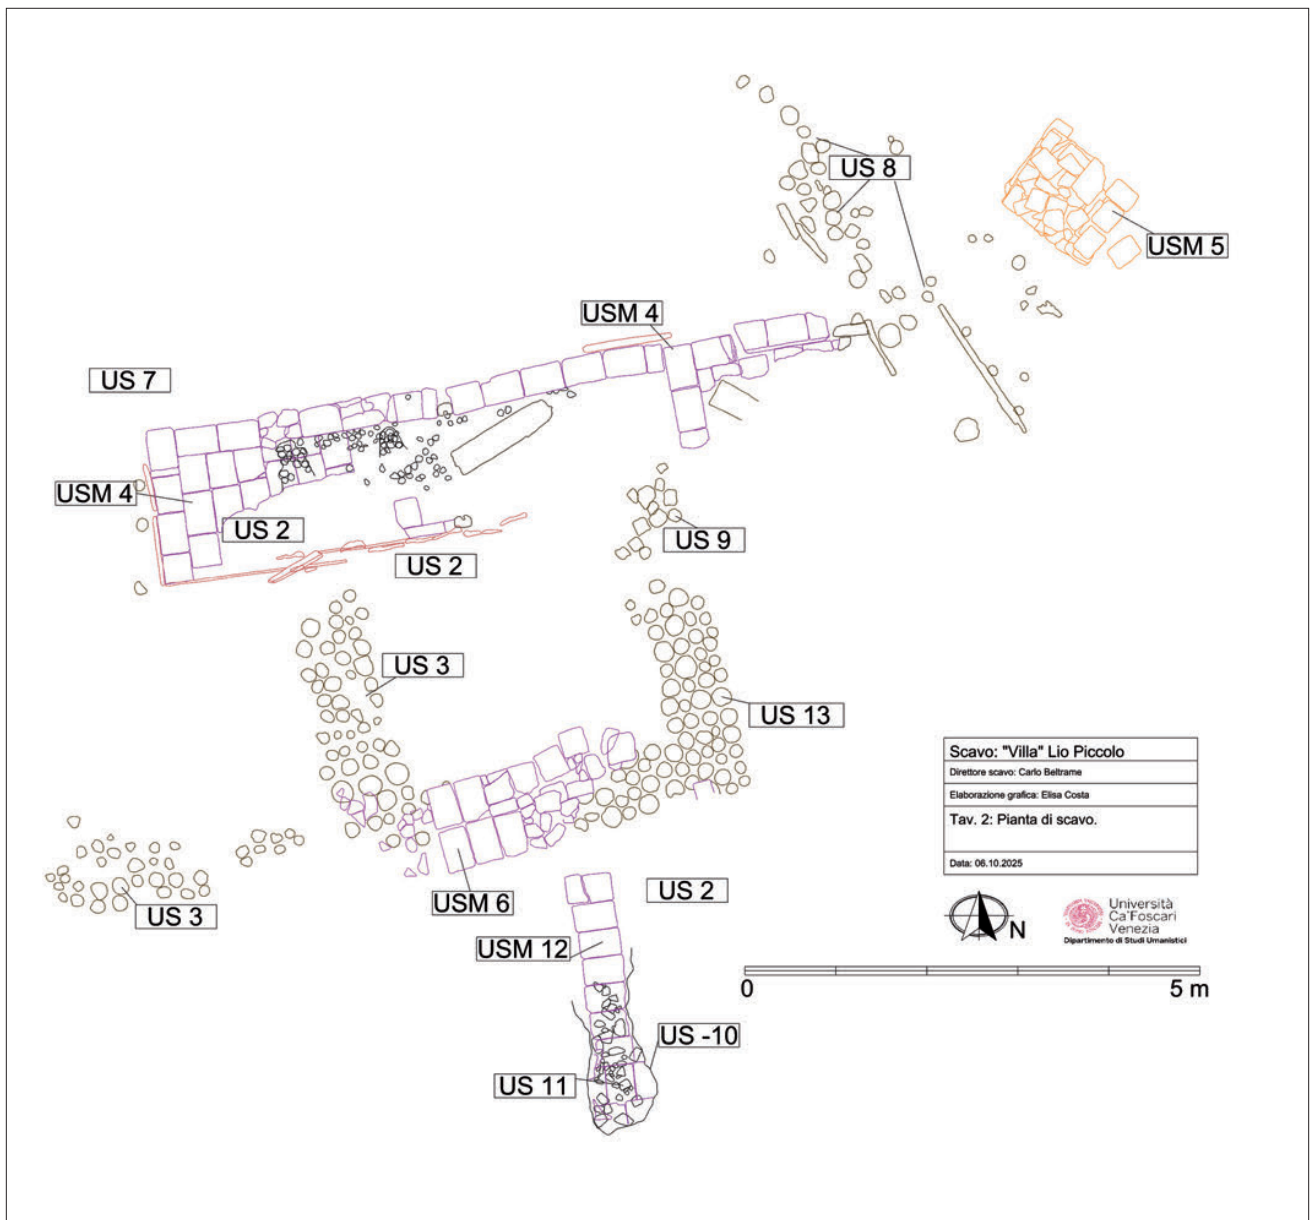 US 8
USM 5
USM 4
US 7
USM 4
US 2
US 9
US 2
US 3
US 13
Scavo: "Villa" Lio Piccolo
Direttore scavo: Carlo Beltrame
Elaborazione grafica: Elisa Costa
Tav. 2: Pianta di scavo.
Data: 06.10.2025
US 3
USM 6
US 2
USM 12
N
Università
Ca'Foscari
Venezia
Dipartimento di Studi Umanistici
0
5 m
US -10
US 11